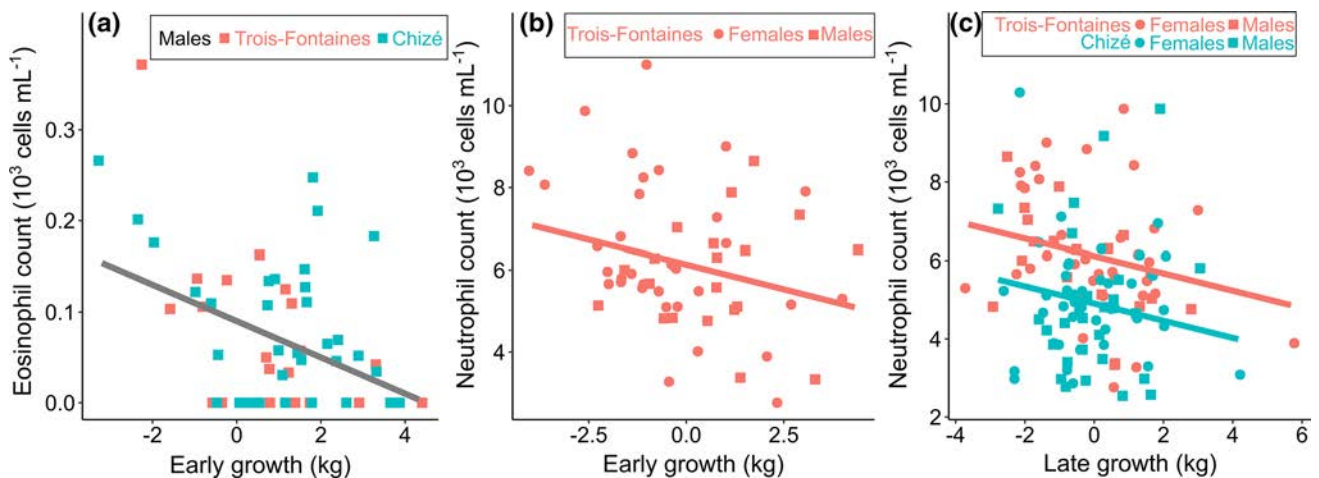 (a) Males Trois-Fontaines Chizé
Eosinophil count (10³ cells mL⁻¹)
0.3
0.2
0.1
0.0
-2 0 2 4
Early growth (kg)
(b) Trois-Fontaines Females Males
Neutrophil count (10³ cells mL⁻¹)
10
8
6
4
-2.5 0.0 2.5
Early growth (kg)
(c) Trois-Fontaines Females Males
Chizé Females Males
Neutrophil count (10³ cells mL⁻¹)
10
8
6
4
2
-4 -2 0 2 4 6
Late growth (kg)